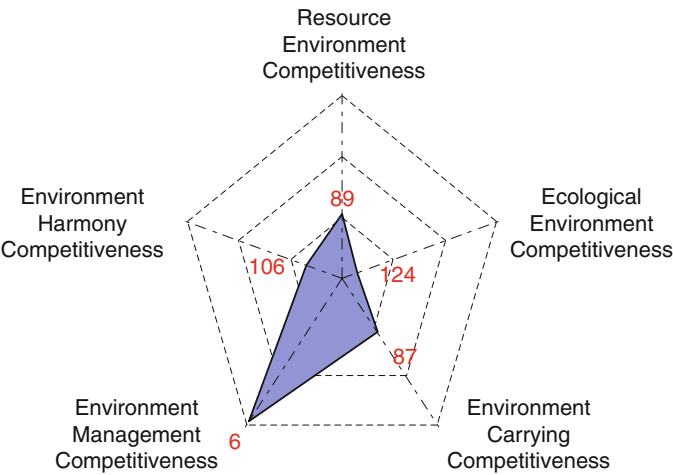 Resource
Environment
Competitiveness
89
Environment
Harmony
Competitiveness
106
Ecological
Environment
Competitiveness
124
87
Environment
Management
Competitiveness
6
Environment
Carrying
Competitiveness